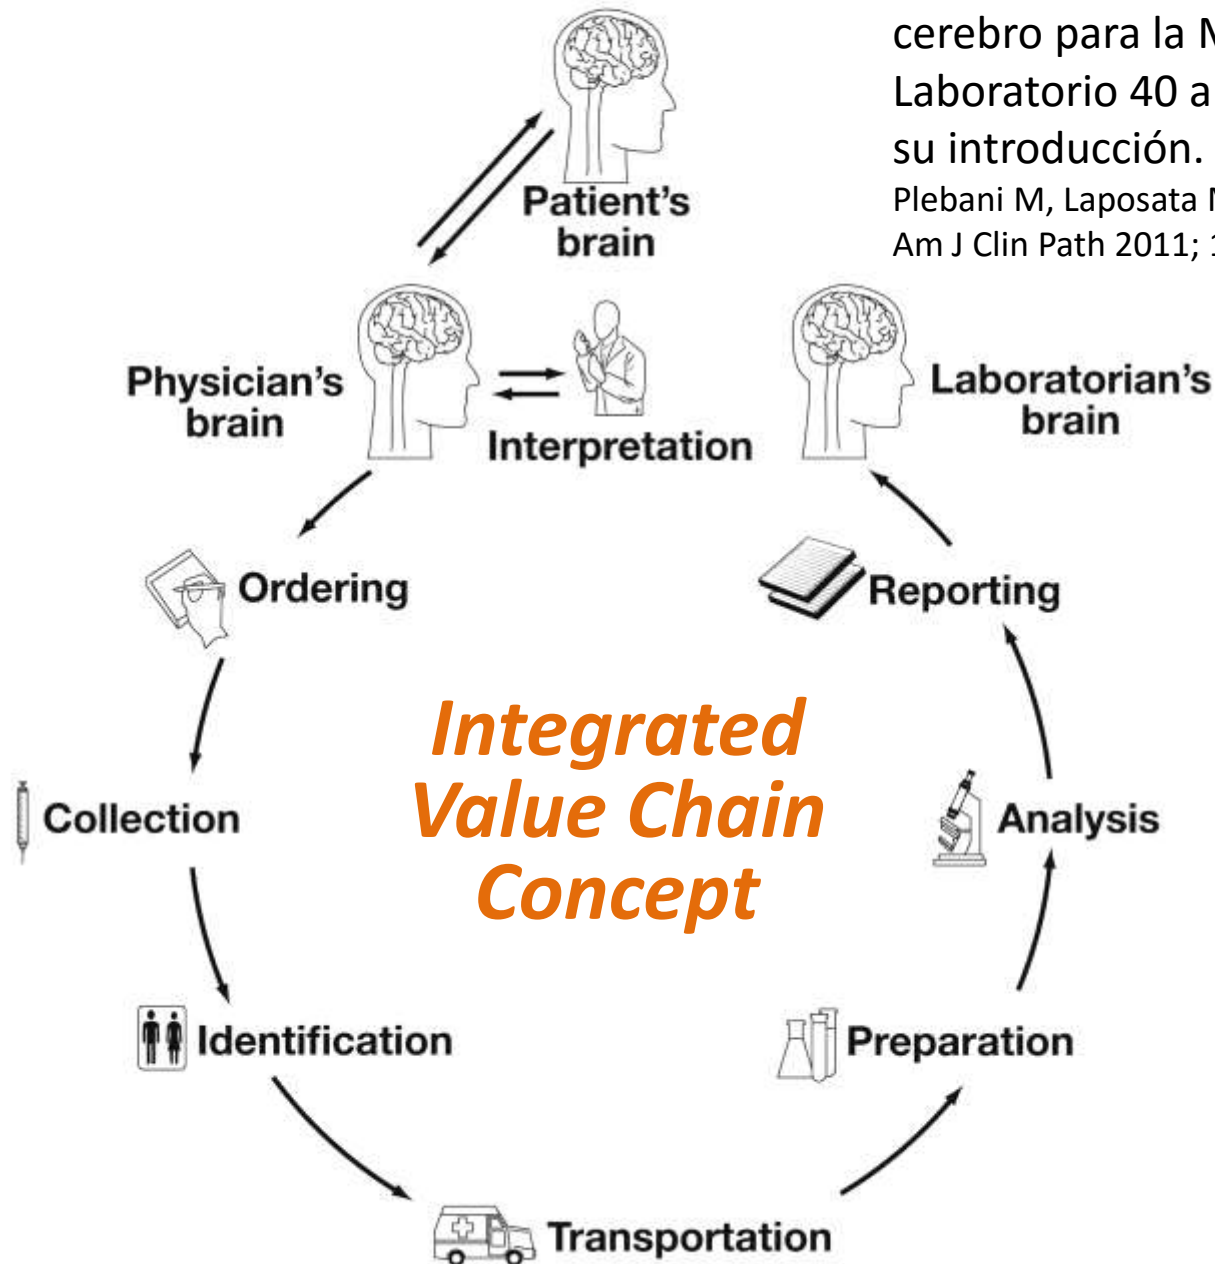 cerebro para la
Laboratorio 40 a
su introducción.
Plebani M, Laposata
Am J Clin Path 2011;
Patient's
brain
Physician's
brain
Interpretation
Laboratorian's
brain
Ordering
Reporting
Integrated
Value Chain
Concept
Collection
Analysis
Identification
Preparation
Transportation